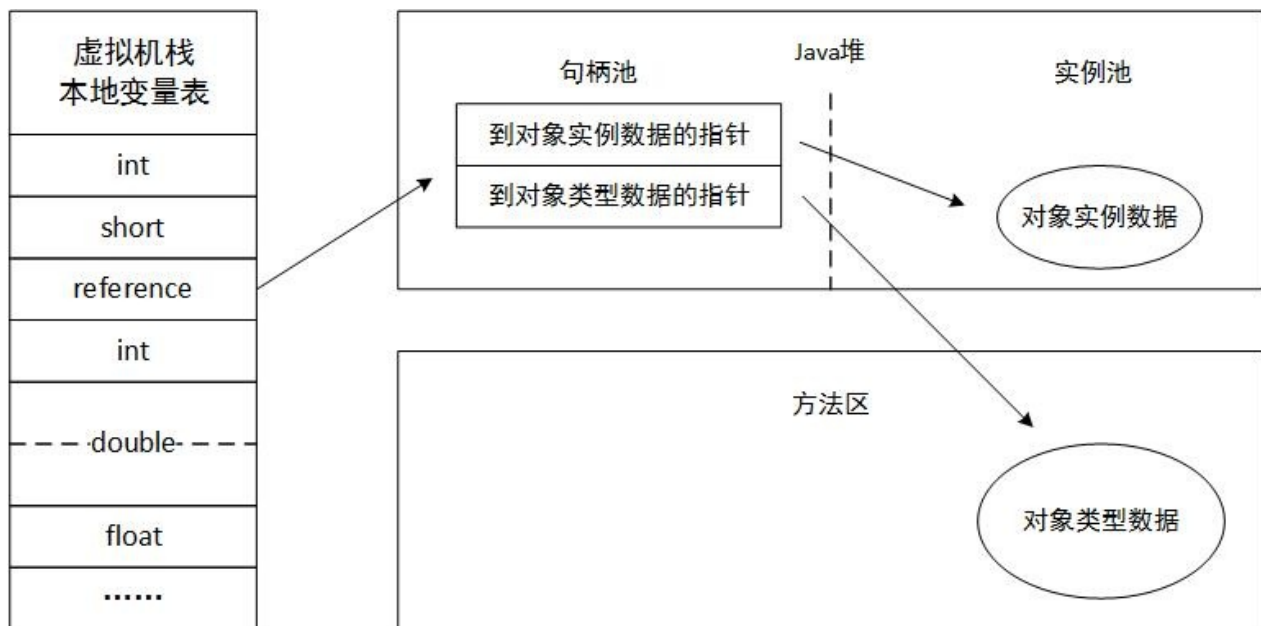 虚拟机栈
本地变量表
int
short
reference
int
double
float
······
Java堆
句柄池
实例池
到对象实例数据的指针
到对象类型数据的指针
对象实例数据
方法区
对象类型数据